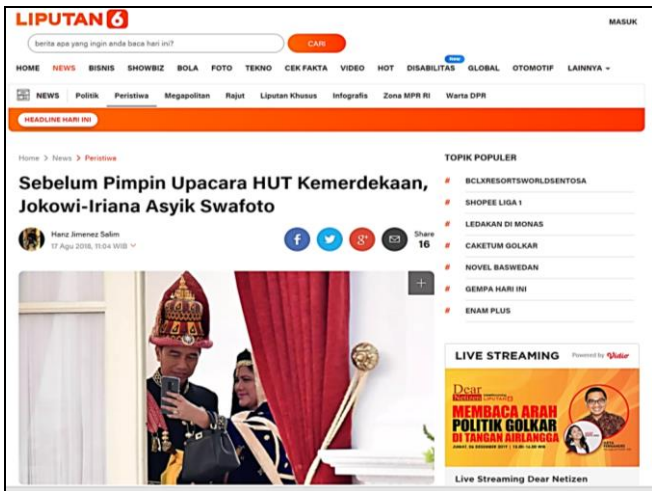 LIPUTAN 6
MASUK
berita apa yang ingin anda baca hari ini?
CARI
New
HOME NEWS BISNIS SHOWBIZ BOLA FOTO TEKNO CEK FAKTA VIDEO HOT DISABILITAS GLOBAL OTOMOTIF LAINNYA
NEWS Politik Peristiwa Megapolitan Rajut Liputan Khusus Infografis Zona MPR RI Warta DPR
HEADLINE HARI INI
Home > News > Peristiwa
Sebelum Pimpin Upacara HUT Kemerdekaan,
Jokowi-Iriana Asyik Swafoto
Hanz Jimenez Salim
17 Agu 2018, 11:04 WIB
f
g+
Share
16
+
TOPIK POPULER
# BCLXRESORTSWORLDSENTOSA
# SHOPEE LIGA 1
# LEDAKAN DI MONAS
# CAKETUM GOLKAR
# NOVEL BASWEDAN
# GEMPA HARI INI
# ENAM PLUS
LIVE STREAMING
Powered by Vidio
Dear
Netizen LIPUTAN 6
MEMBACA ARAH
POLITIK GOLKAR
DI TANGAN AIRLANGGA
Live Streaming Dear Netizen